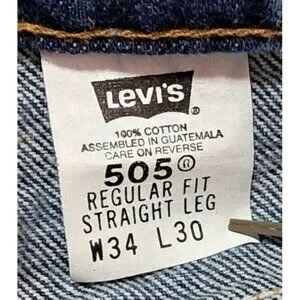 LEVI'S ®
100% COTTON
ASSEMBLED IN GUATEMALA
CARE ON REVERSE
505 ®
REGULAR FIT
STRAIGHT LEG
W34 L30